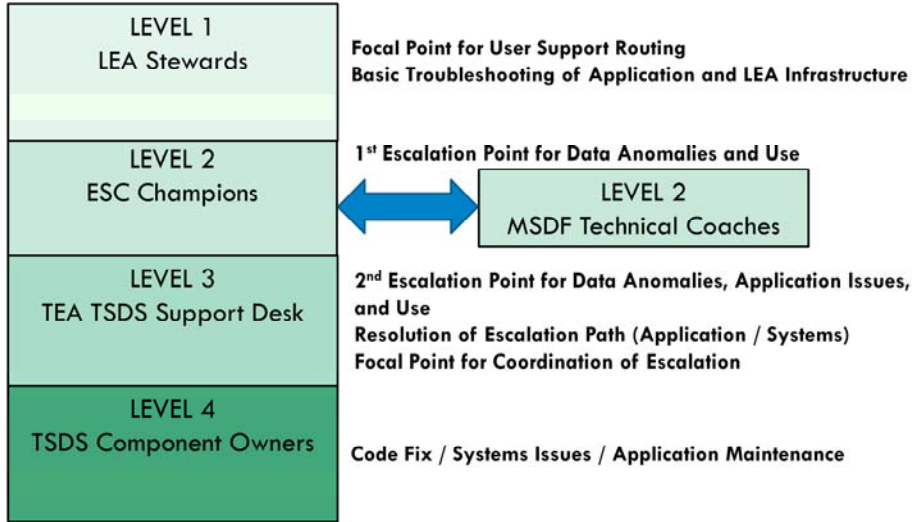 LEVEL 1
LEA Stewards
Focal Point for User Support Routing
Basic Troubleshooting of Application and LEA Infrastructure
LEVEL 2
ESC Champions
1st Escalation Point for Data Anomalies and Use
LEVEL 2
MSDF Technical Coaches
LEVEL 3
TEA TSDS Support Desk
2nd Escalation Point for Data Anomalies, Application Issues,
and Use
Resolution of Escalation Path (Application / Systems)
Focal Point for Coordination of Escalation
LEVEL 4
TSDS Component Owners
Code Fix / Systems Issues / Application Maintenance